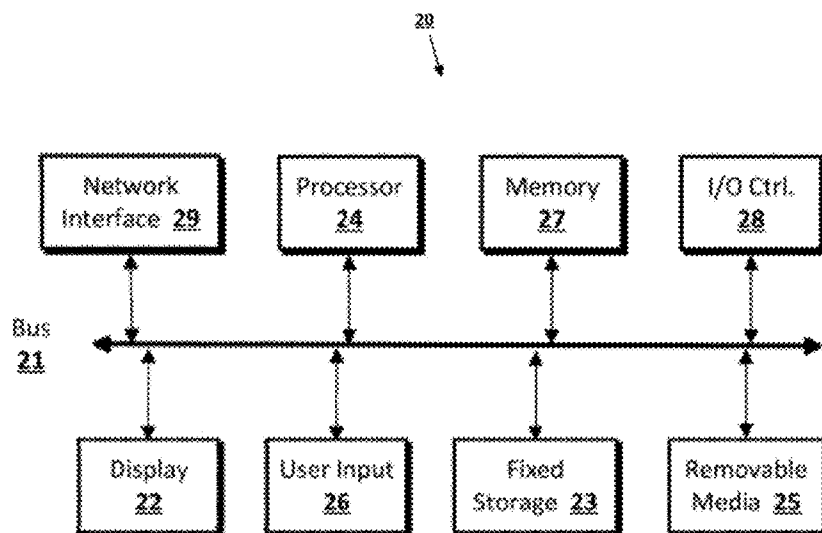 20
Network
Interface 29
Processor
24
Memory
27
I/O Ctrl.
28
Bus
21
Display
22
User Input
26
Fixed
Storage 23
Removable
Media 25